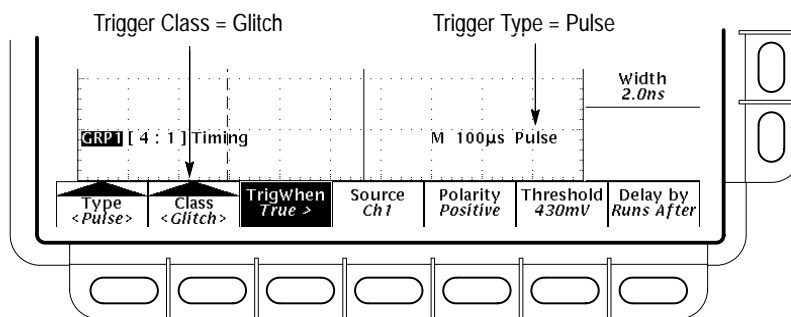 Trigger Class = Glitch
Trigger Type = Pulse
Width
2.0ns
GRP1 [ 4 : 1 ] Timing
M 100µs Pulse
Type
<Pulse>
Class
<Glitch>
TrigWhen
True >
Source
Ch1
Polarity
Positive
Threshold
430mV
Delay by
Runs After